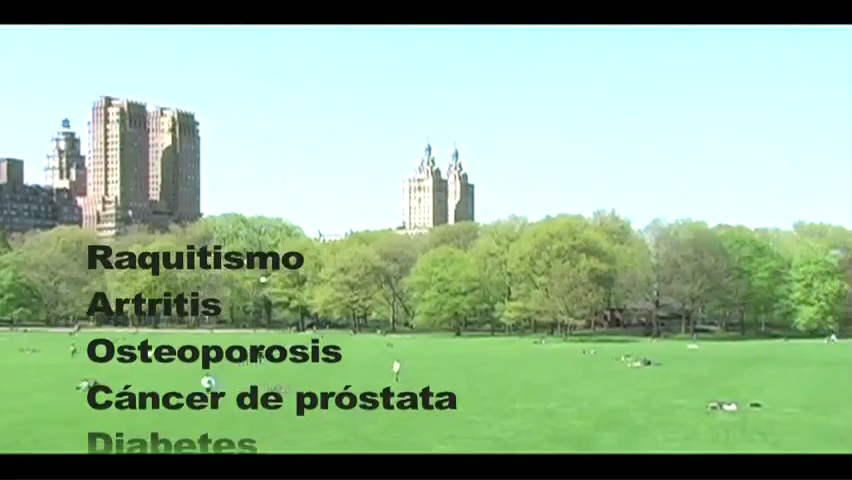 Raquitismo
Artritis
Osteoporosis
Cáncer de próstata
Diabetes